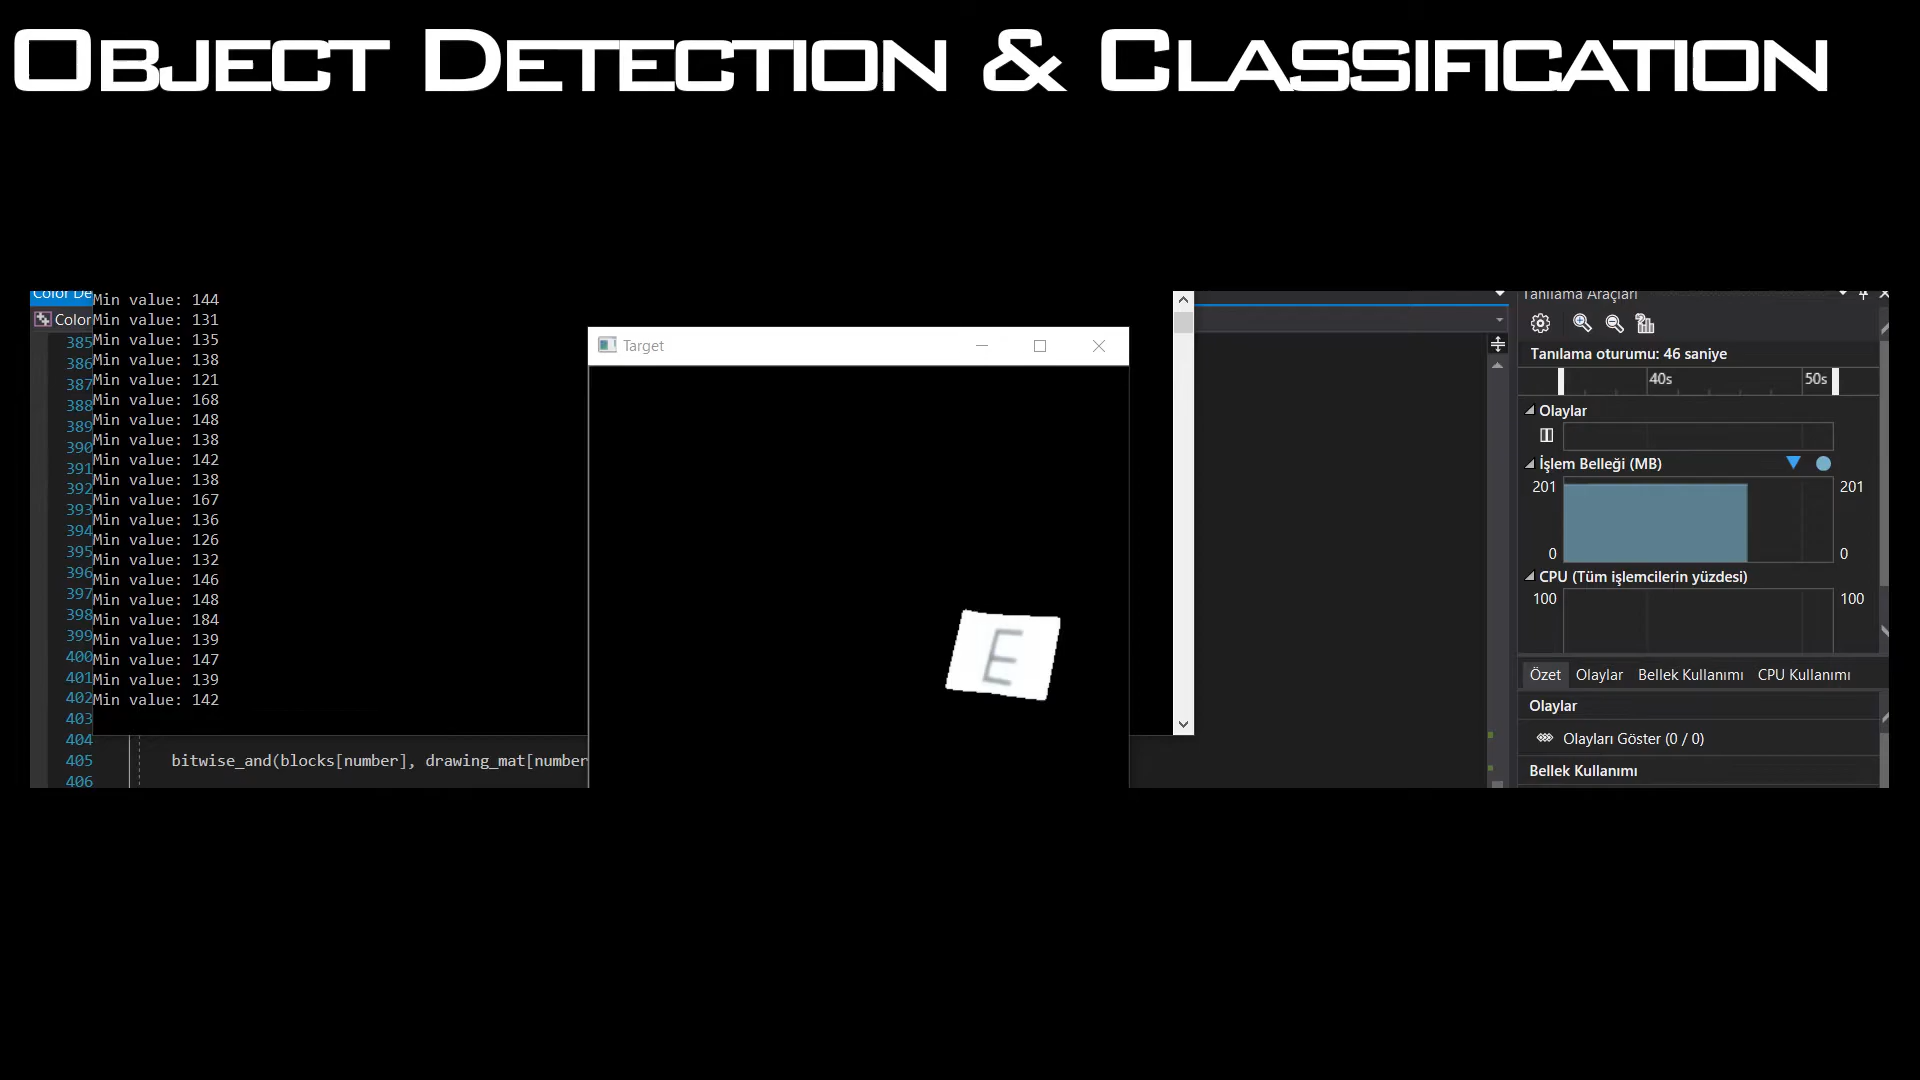 OBJECT DETECTION & CLASSIFICATION
Color De
Color
Min value: 144
Min value: 131
Min value: 135
Min value: 138
Min value: 121
Min value: 168
Min value: 148
Min value: 138
Min value: 142
Min value: 138
Min value: 167
Min value: 136
Min value: 126
Min value: 132
Min value: 146
Min value: 148
Min value: 184
Min value: 139
Min value: 147
Min value: 139
Min value: 142
385
386
387
388
389
390
391
392
393
394
395
396
397
398
399
400
401
402
403
404
405 bitwise_and(blocks[number], drawing_mat[number
406
Target
E
Tanılama Araçları
Tanılama oturumu: 46 saniye
40s 50s
Olaylar
İşlem Belleği (MB)
201 201
0 0
CPU (Tüm işlemcilerin yüzdesi)
100 100
Özet Olaylar Bellek Kullanımı CPU Kullanımı
Olaylar
Olayları Göster (0 / 0)
Bellek Kullanımı